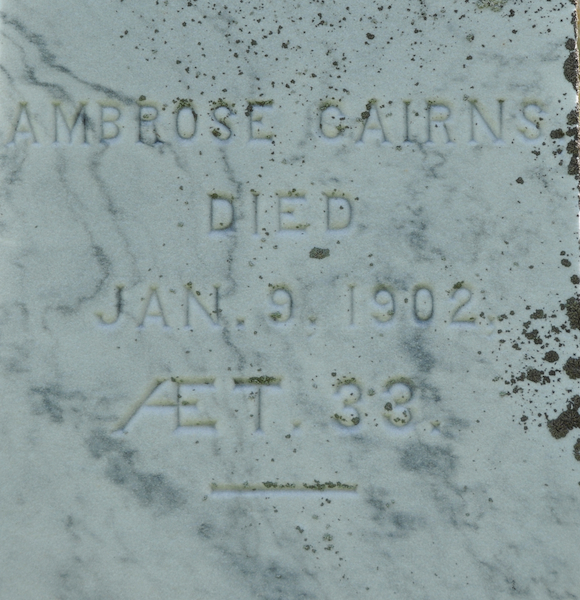 AMBROSE CAIRNS
DIED
JAN. 9. 1902.
ÆT. 33.